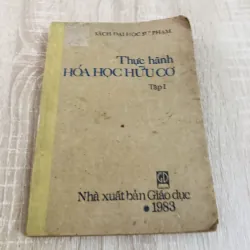 SÁCH ĐẠI HỌC SƯ PHẠM
Thực hành
HÓA HỌC HỮU CƠ
Tập I
Nhà xuất bản Giáo dục
1983